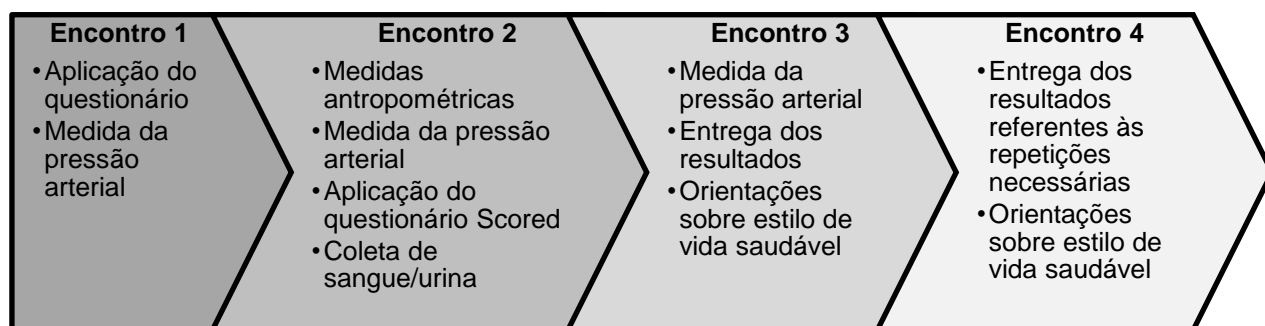 Encontro 1
•Aplicação do
questionário
•Medida da
pressão
arterial
Encontro 2
•Medidas
antropométricas
•Medida da pressão
arterial
•Aplicação do
questionário Scored
•Coleta de
sangue/urina
Encontro 3
•Medida da
pressão arterial
•Entrega dos
resultados
•Orientações
sobre estilo de
vida saudável
Encontro 4
•Entrega dos
resultados
referentes às
repetições
necessárias
•Orientações
sobre estilo de
vida saudável